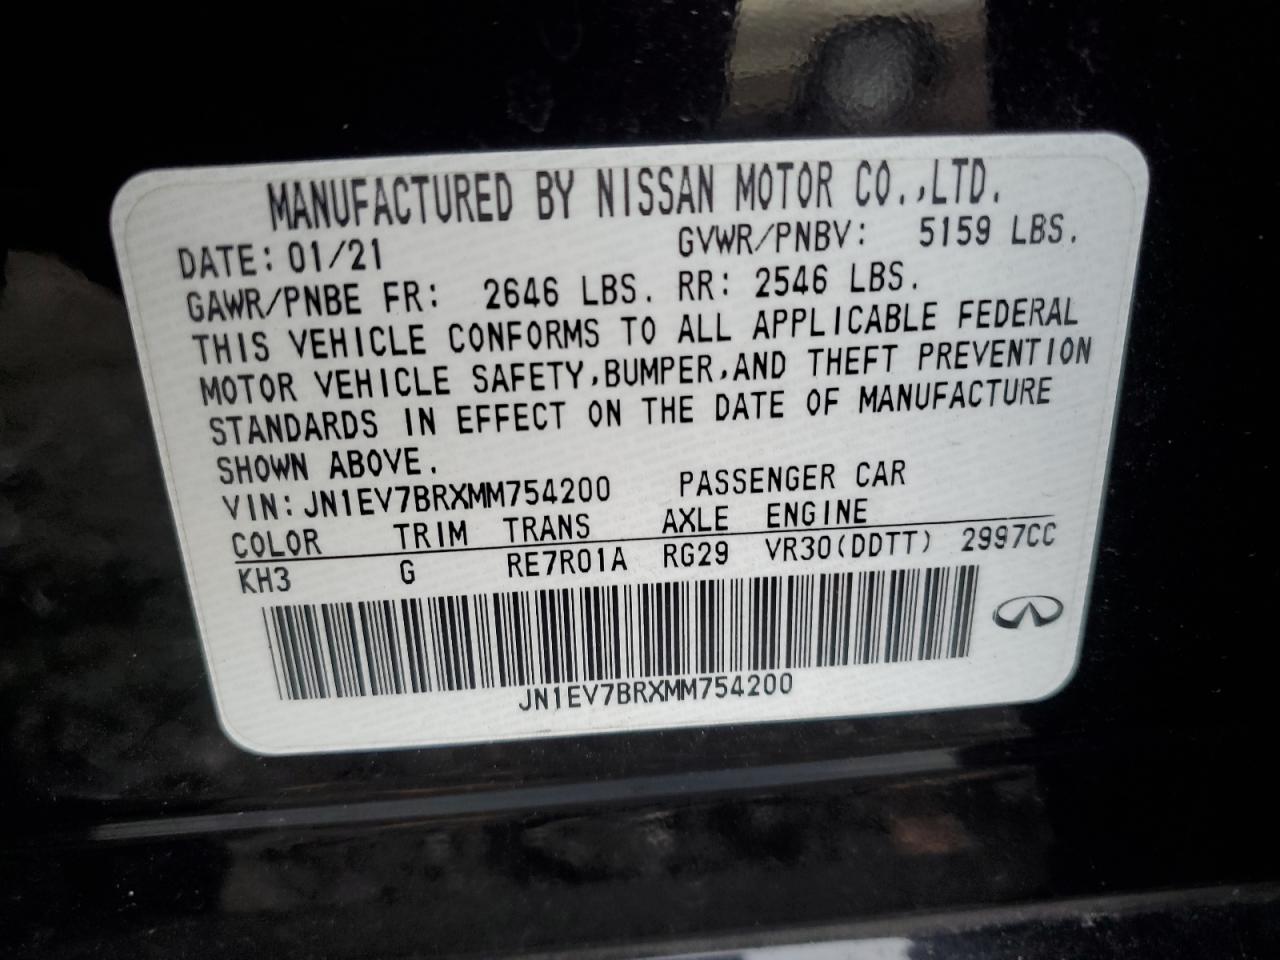 MANUFACTURED BY NISSAN MOTOR CO.,LTD.
DATE: 01/21 GVWR/PNBV: 5159 LBS.
GAWR/PNBE FR: 2646 LBS. RR: 2546 LBS.
THIS VEHICLE CONFORMS TO ALL APPLICABLE FEDERAL
MOTOR VEHICLE SAFETY,BUMPER,AND THEFT PREVENTION
STANDARDS IN EFFECT ON THE DATE OF MANUFACTURE
SHOWN ABOVE.
VIN:JN1EV7BRXMM754200 PASSENGER CAR
COLOR TRIM TRANS AXLE ENGINE
KH3 G RE7R01A RG29 VR30(DDTT) 2997CC
JN1EV7BRXMM754200